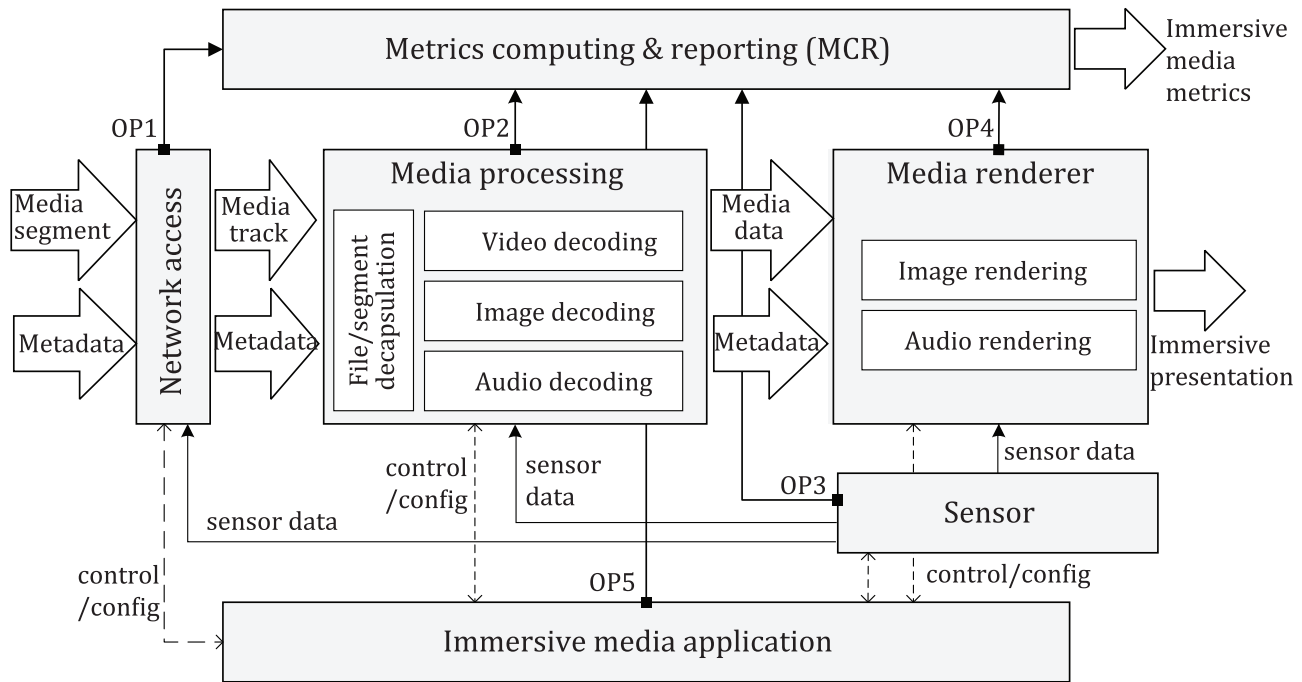 Metrics computing & reporting (MCR)
Immersive
media
metrics
OP1
OP2
OP4
Media
segment
Metadata
Network access
Media
track
Metadata
Media processing
File/segment
decapsulation
Video decoding
Image decoding
Audio decoding
Media
data
Metadata
Media renderer
Image rendering
Audio rendering
Immersive
presentation
control
/config
sensor
data
sensor data
OP3
Sensor
sensor data
control
/config
OP5
control/config
Immersive media application